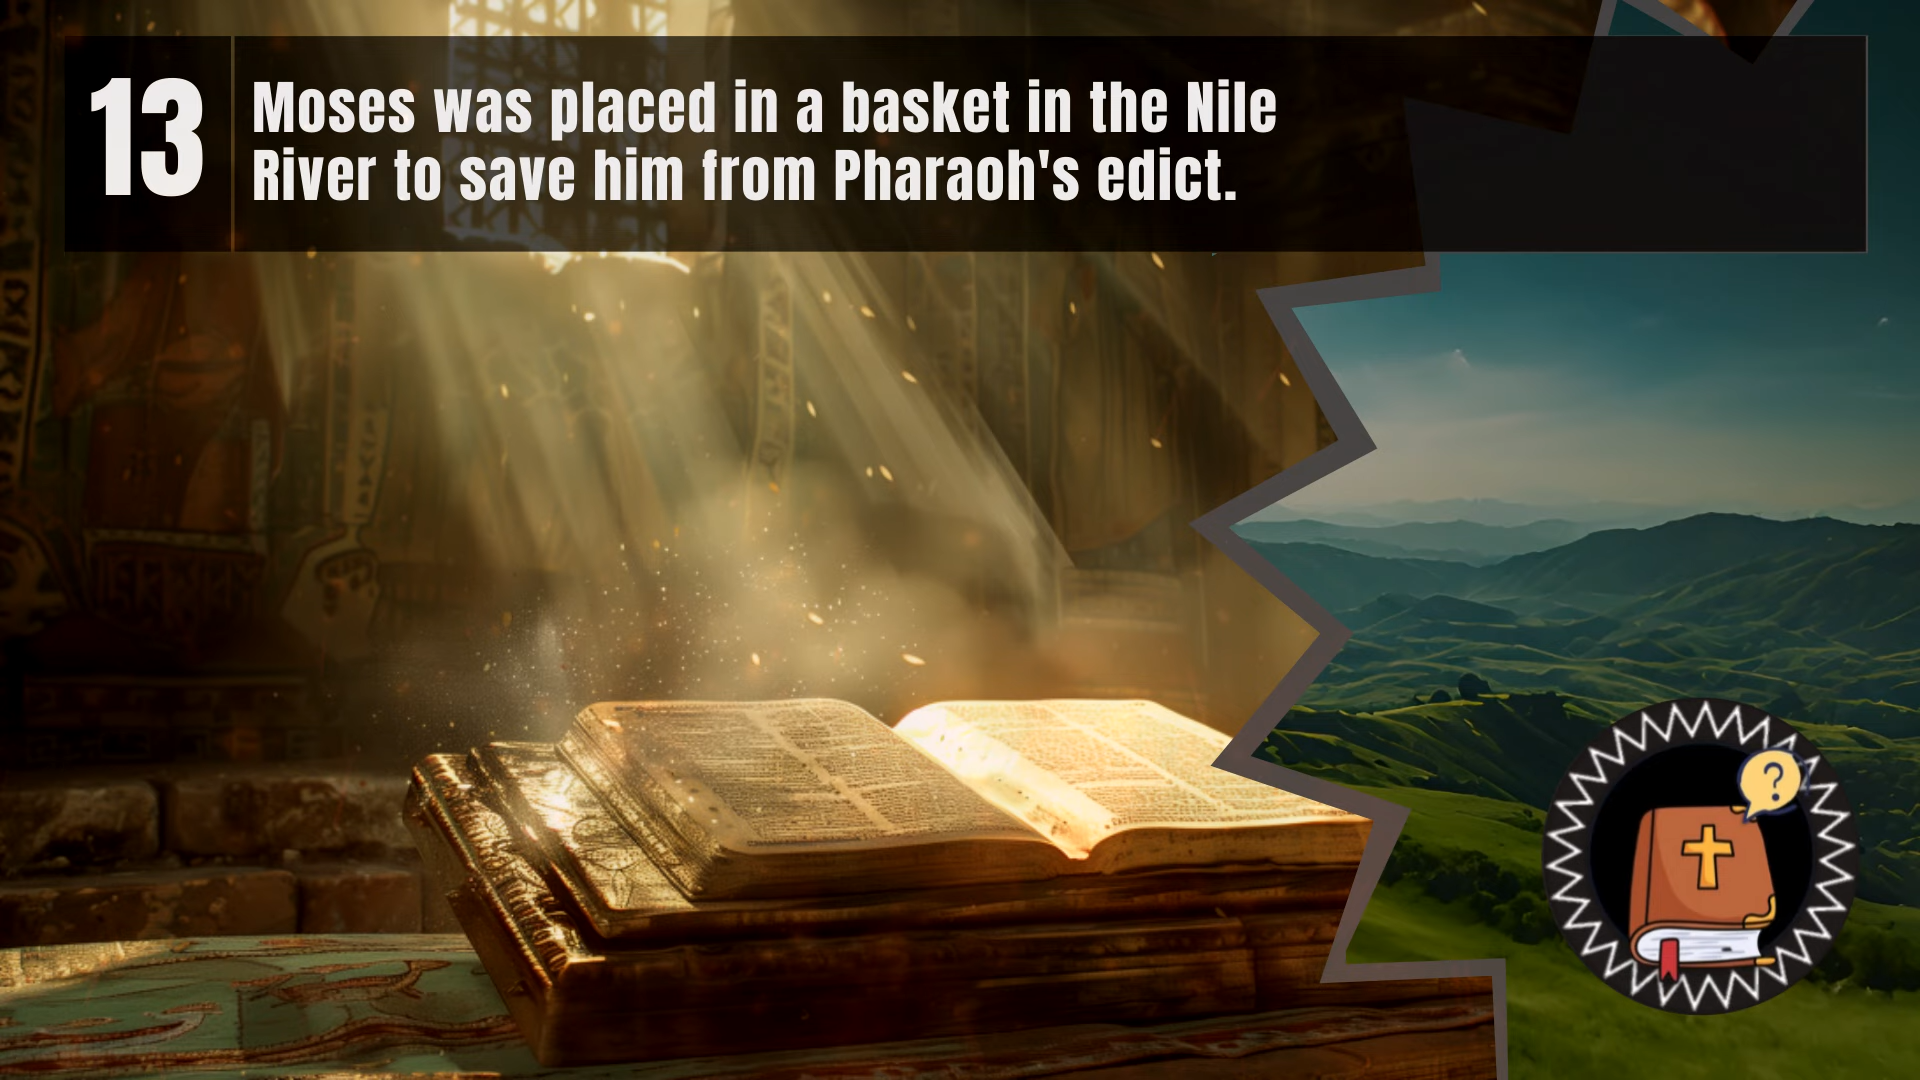 13
Moses was placed in a basket in the Nile
River to save him from Pharaoh's edict.
?